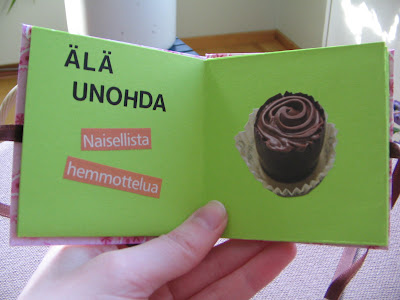 ÄLÄ
UNOHDA
Naisellista
hemmottelua